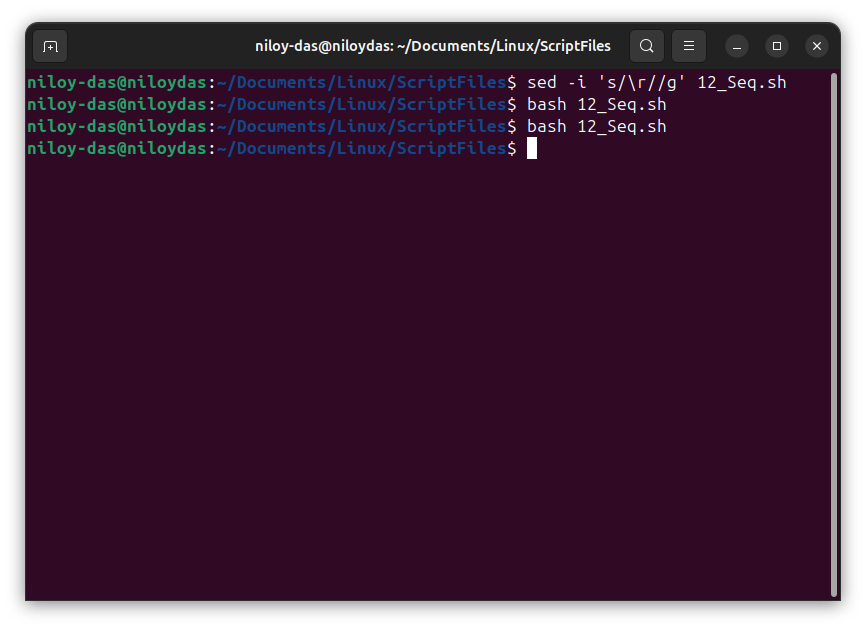 niloy-das@niloydas: ~/Documents/Linux/ScriptFiles
niloy-das@niloydas:~/Documents/Linux/ScriptFiles$ sed -i 's/\r//g' 12_Seq.sh
niloy-das@niloydas:~/Documents/Linux/ScriptFiles$ bash 12_Seq.sh
niloy-das@niloydas:~/Documents/Linux/ScriptFiles$ bash 12_Seq.sh
niloy-das@niloydas:~/Documents/Linux/ScriptFiles$